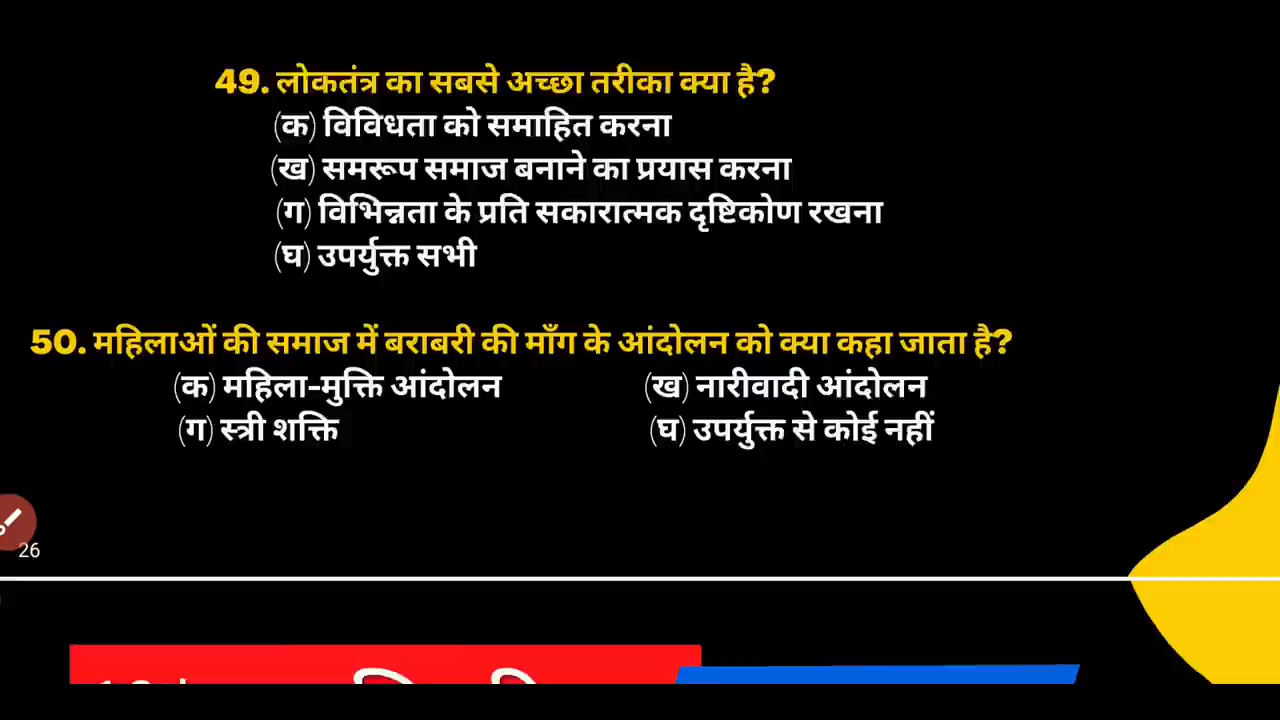 49. लोकतंत्र का सबसे अच्छा तरीका क्या है?
(क) विविधता को समाहित करना
(ख) समरूप समाज बनाने का प्रयास करना
(ग) विभिन्नता के प्रति सकारात्मक दृष्टिकोण रखना
(घ) उपर्युक्त सभी
50. महिलाओं की समाज में बराबरी की माँग के आंदोलन को क्या कहा जाता है?
(क) महिला-मुक्ति आंदोलन (ख) नारीवादी आंदोलन
(ग) स्त्री शक्ति (घ) उपर्युक्त से कोई नहीं
26